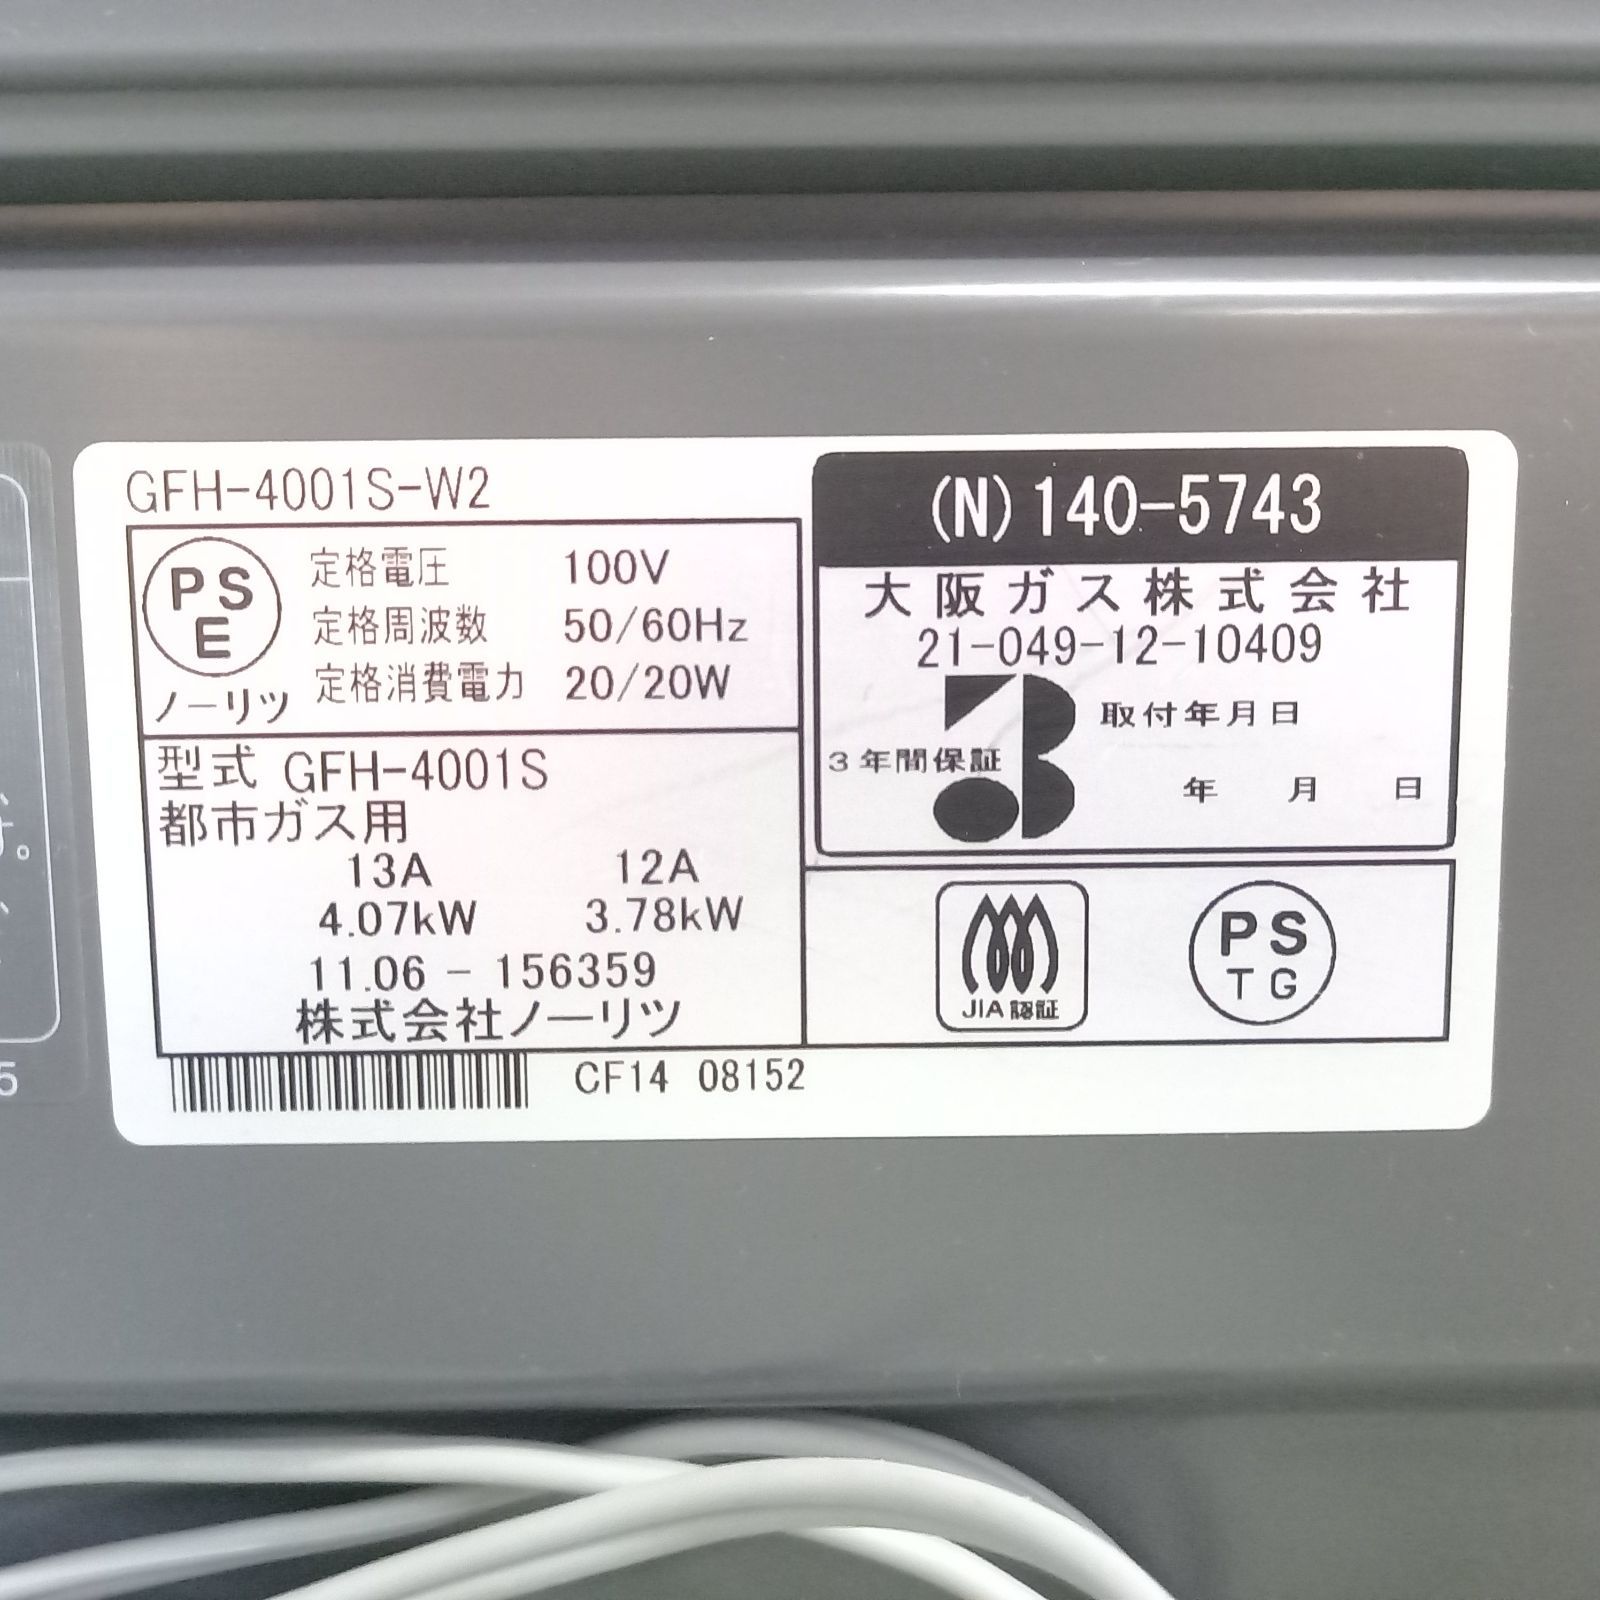 GFH-4001S-W2
PS
E
ノーリツ
定格電圧 100V
定格周波数 50/60Hz
定格消費電力 20/20W
型式 GFH-4001S
都市ガス用
13A 12A
4.07kW 3.78kW
11.06 - 156359
株式会社ノーリツ
CF14 08152
(N)140-5743
大阪ガス株式会社
21-049-12-10409
3
3年間保証
取付年月日
年 月 日
JIA認証
PS
TG
5